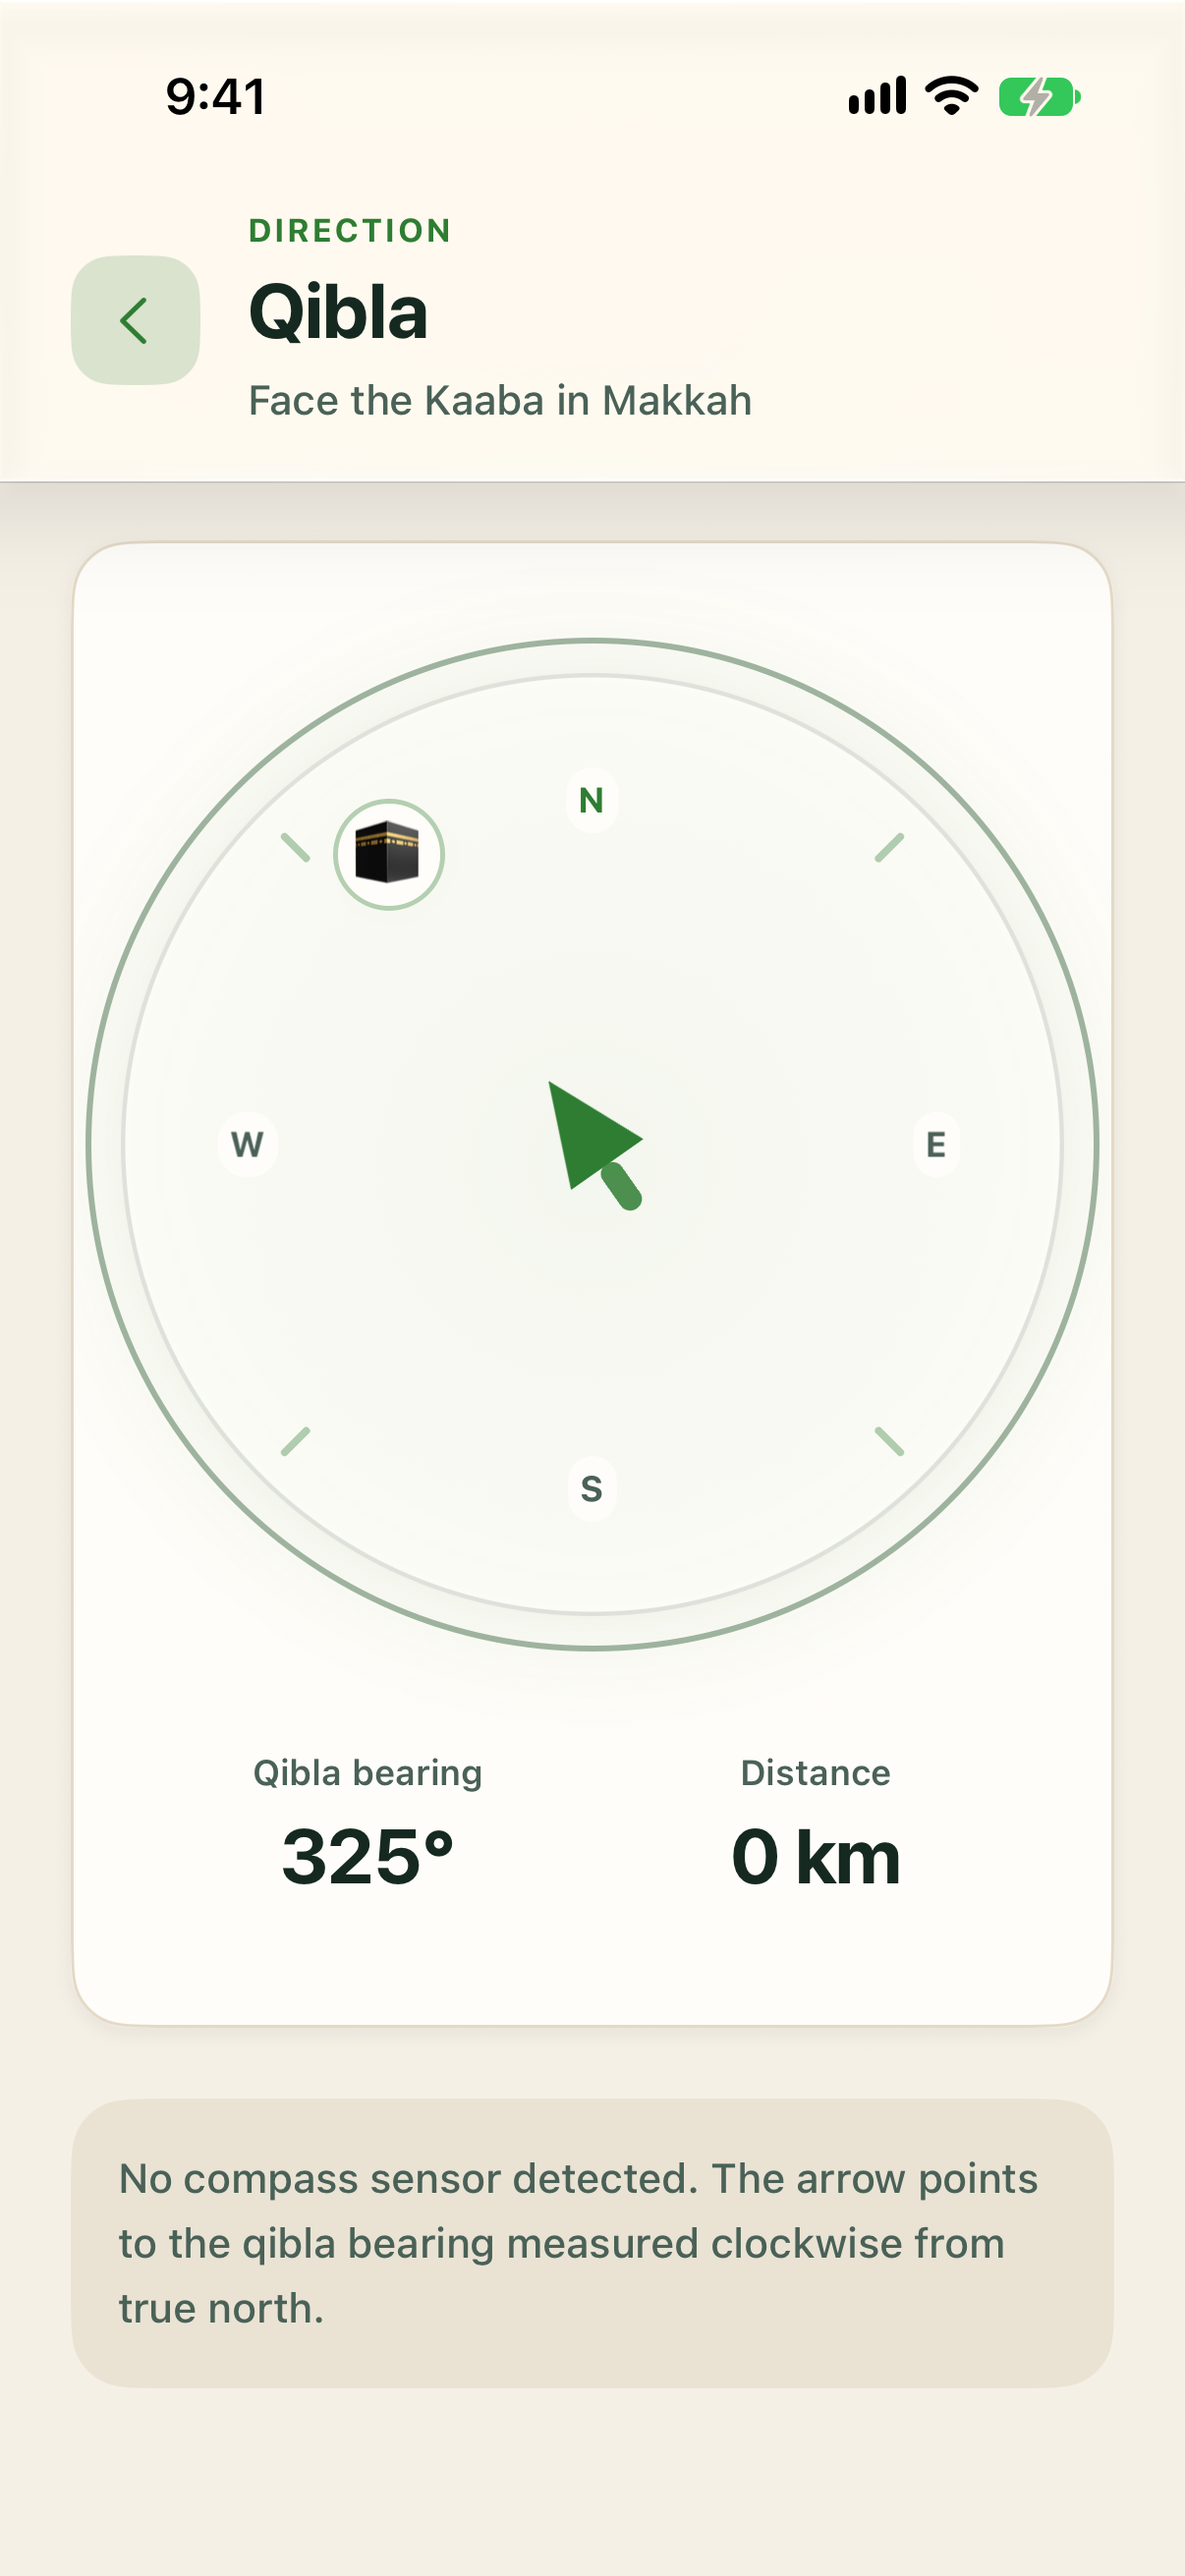 9:41
DIRECTION
Qibla
Face the Kaaba in Makkah
N
W
E
S
Qibla bearing
Distance
325°
0 km
No compass sensor detected. The arrow points
to the qibla bearing measured clockwise from
true north.